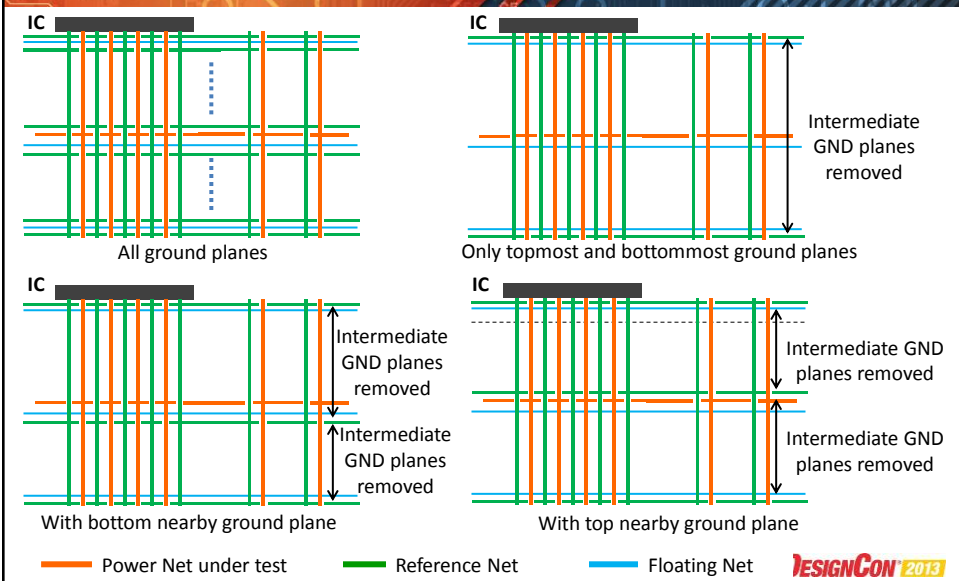 IC
All ground planes
IC
Intermediate
GND planes
removed
Only topmost and bottommost ground planes
IC
Intermediate
GND planes
removed
Intermediate
GND planes
removed
With bottom nearby ground plane
IC
Intermediate GND
planes removed
Intermediate GND
planes removed
With top nearby ground plane
Power Net under test
Reference Net
Floating Net
DESIGNCON 2013